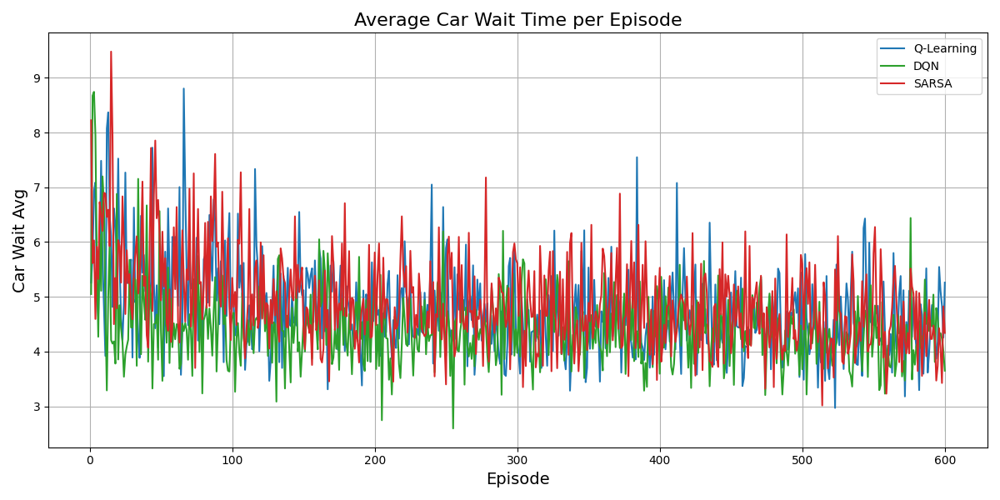 Average Car Wait Time per Episode
Q-Learning
DQN
SARSA
Car Wait Avg
9
8
7
6
5
4
3
0 100 200 300 400 500 600
Episode